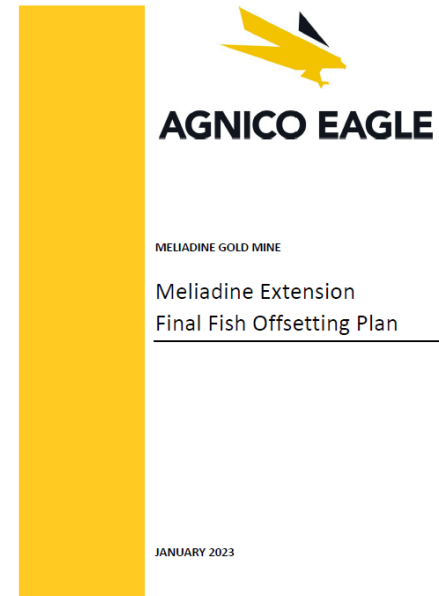 AGNICO EAGLE
MELIADINE GOLD MINE
Meliadine Extension
Final Fish Offsetting Plan
JANUARY 2023